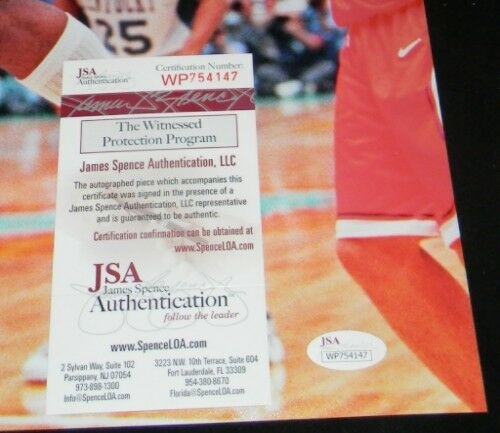 25
JSA
Authentication
Certification Number:
WP754147
The Witnessed
Protection Program
James Spence Authentication, LLC
The autographed piece which accompanies this
certificate was signed in the presence of a
James Spence Authentication, LLC representative
and is guaranteed to be authentic.
Certification confirmation can be obtained at
www.SpenceLOA.com.
JSA
James Spence
Authentication
follow the leader
www.SpenceLOA.com
2 Sylvan Way, Suite 102
Parsippany, NJ 07054
973-898-1300
Info@SpenceLOA.com
3223 N.W. 10th Terrace, Suite 604
Fort Lauderdale, FL 33309
954-380-8670
Florida@SpenceLOA.com
JSA
WP754147